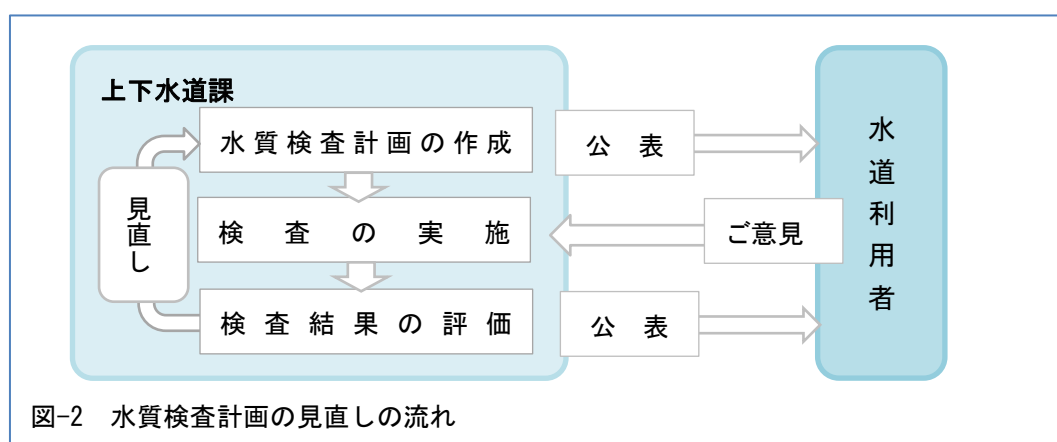 上下水道課
水質検査計画の作成
公 表
検 査 の 実 施
ご意見
検査結果の評価
公 表
見直し
水道利用者
図-2 水質検査計画の見直しの流れ